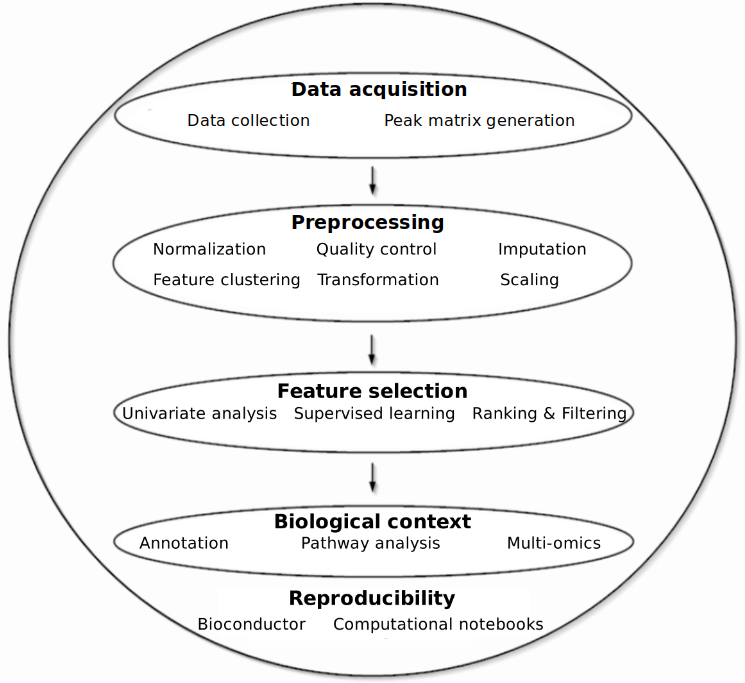 Data acquisition
Data collection Peak matrix generation
Preprocessing
Normalization Quality control Imputation
Feature clustering Transformation Scaling
Feature selection
Univariate analysis Supervised learning Ranking & Filtering
Biological context
Annotation Pathway analysis Multi-omics
Reproducibility
Bioconductor Computational notebooks